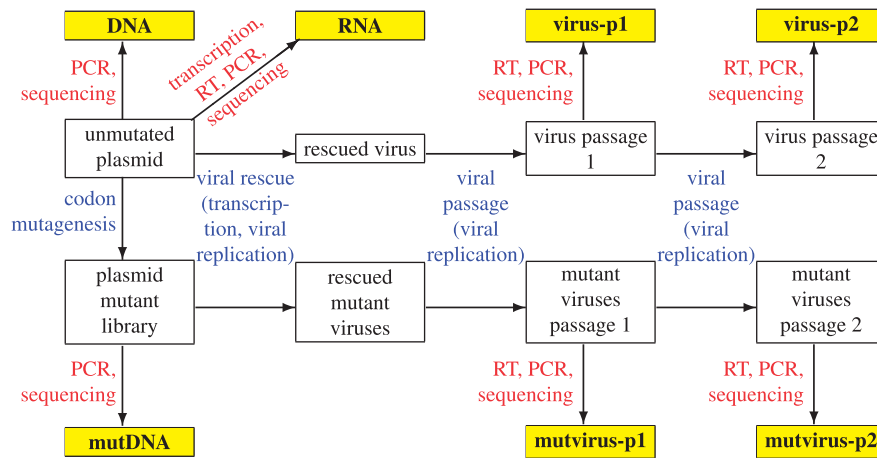 DNA
RNA
virus-p1
virus-p2
PCR,
sequencing
transcription,
RT, PCR,
sequencing
RT, PCR,
sequencing
RT, PCR,
sequencing
unmutated
plasmid
rescued virus
virus passage
1
virus passage
2
codon
mutagenesis
viral rescue
(transcrip-
tion, viral
replication)
viral
passage
(viral
replication)
viral
passage
(viral
replication)
plasmid
mutant
library
rescued
mutant
viruses
mutant
viruses
passage 1
mutant
viruses
passage 2
PCR,
sequencing
RT, PCR,
sequencing
RT, PCR,
sequencing
mutDNA
mutvirus-p1
mutvirus-p2